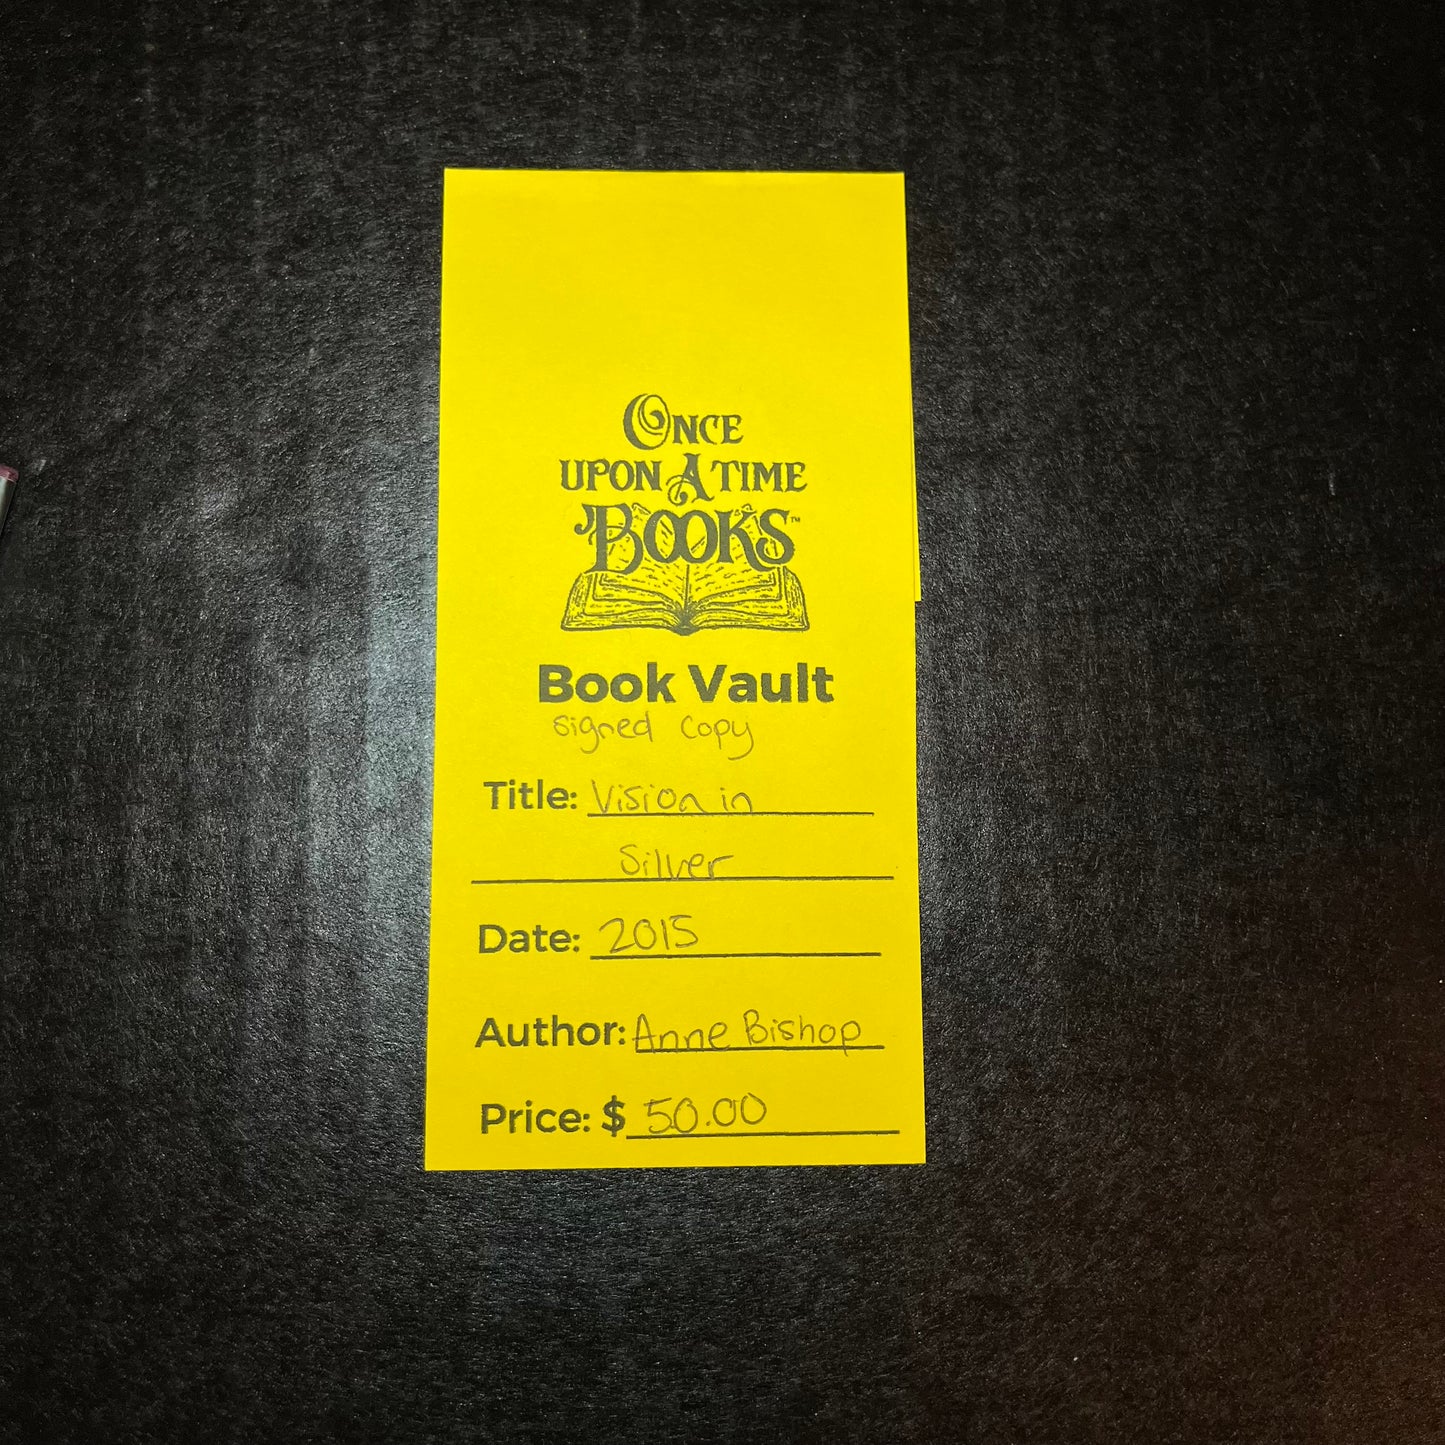 ONCE
UPON A TIME
BOOKS™
Book Vault
signed copy
Title: Vision in
Silver
Date: 2015
Author: Anne Bishop
Price: $ 50.00